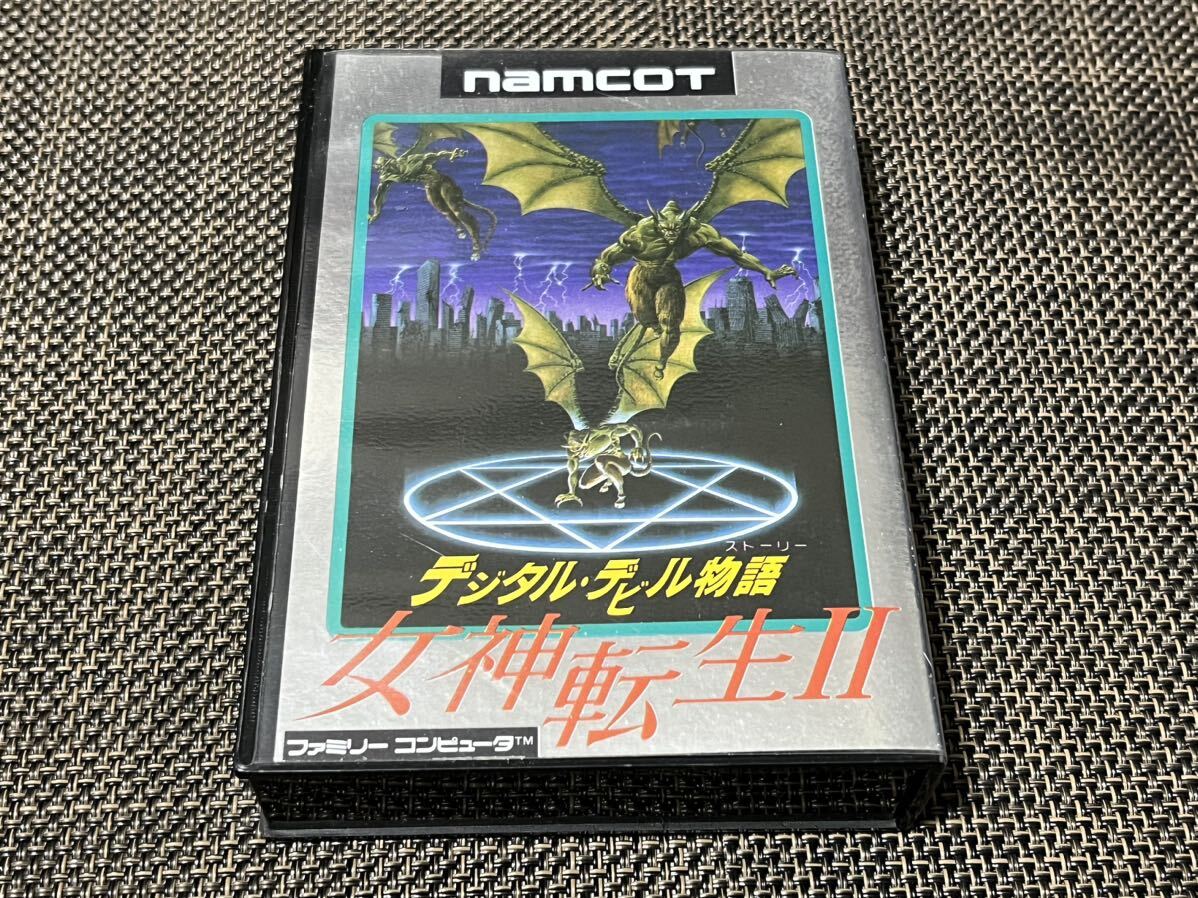 namcoT
ストーリー
デジタル・デビル物語
女神転生II
ファミリー コンピュータ™